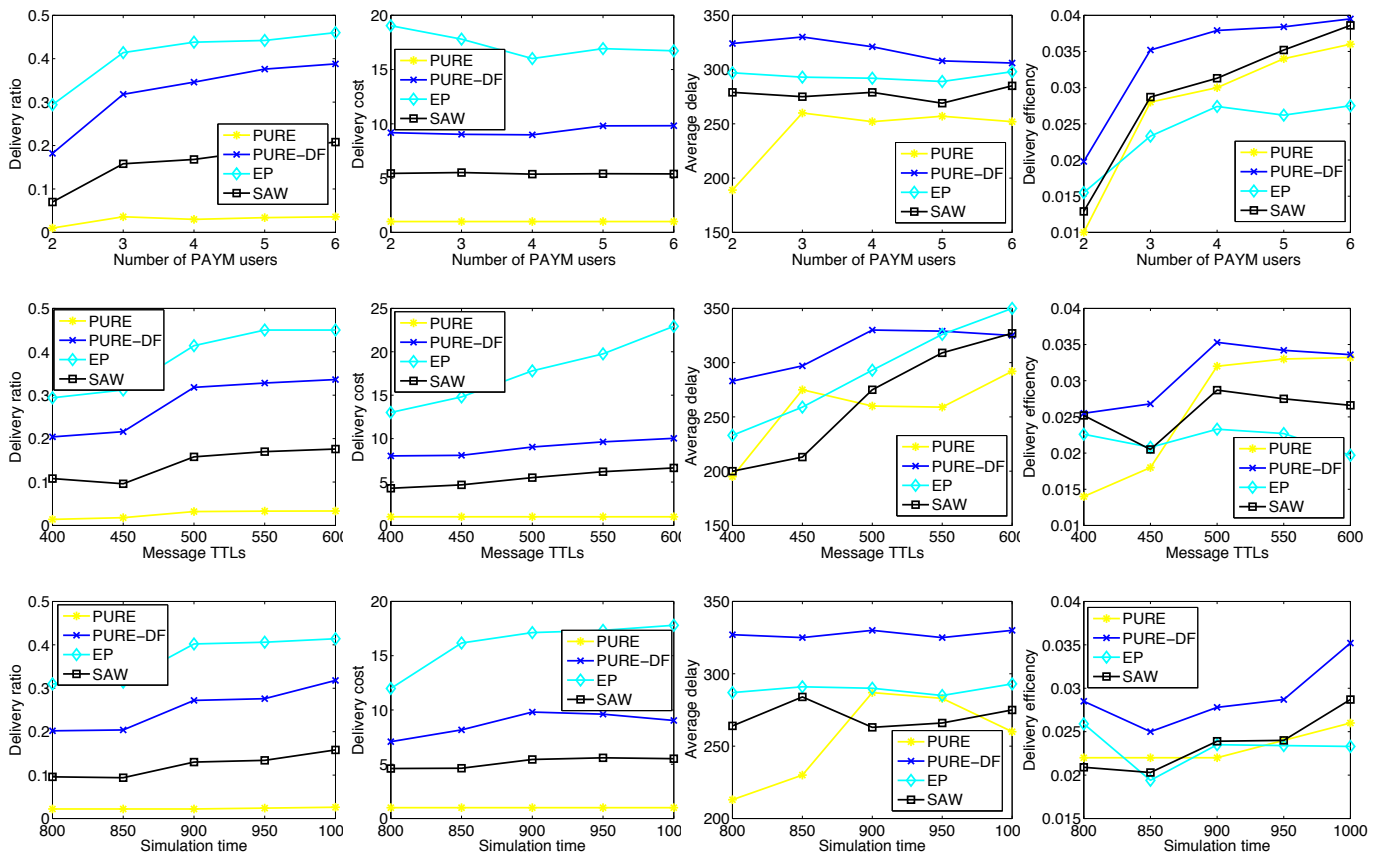 Delivery ratio
0.5
0.4
0.3
0.2
0.1
0
PURE
PURE-DF
EP
SAW
2 3 4 5 6
Number of PAYM users
Delivery cost
20
15
10
5
0
PURE
PURE-DF
EP
SAW
2 3 4 5 6
Number of PAYM users
Average delay
350
300
250
200
150
PURE
PURE-DF
EP
SAW
2 3 4 5 6
Number of PAYM users
Delivery efficency
0.04
0.035
0.03
0.025
0.02
0.015
0.01
PURE
PURE-DF
EP
SAW
2 3 4 5 6
Number of PAYM users
Delivery ratio
0.5
0.4
0.3
0.2
0.1
0
PURE
PURE-DF
EP
SAW
400 450 500 550 600
Message TTLs
Delivery cost
25
20
15
10
5
0
PURE
PURE-DF
EP
SAW
400 450 500 550 600
Message TTLs
Average delay
350
300
250
200
150
PURE
PURE-DF
EP
SAW
400 450 500 550 600
Message TTLs
Delivery efficency
0.04
0.035
0.03
0.025
0.02
0.015
0.01
PURE
PURE-DF
EP
SAW
400 450 500 550 600
Message TTLs
Delivery ratio
0.5
0.4
0.3
0.2
0.1
0
PURE
PURE-DF
EP
SAW
800 850 900 950 1000
Simulation time
Delivery cost
20
15
10
5
0
PURE
PURE-DF
EP
SAW
800 850 900 950 1000
Simulation time
Average delay
350
300
250
200
PURE
PURE-DF
EP
SAW
800 850 900 950 1000
Simulation time
Delivery efficency
0.04
0.035
0.03
0.025
0.02
0.015
PURE
PURE-DF
EP
SAW
800 850 900 950 1000
Simulation time